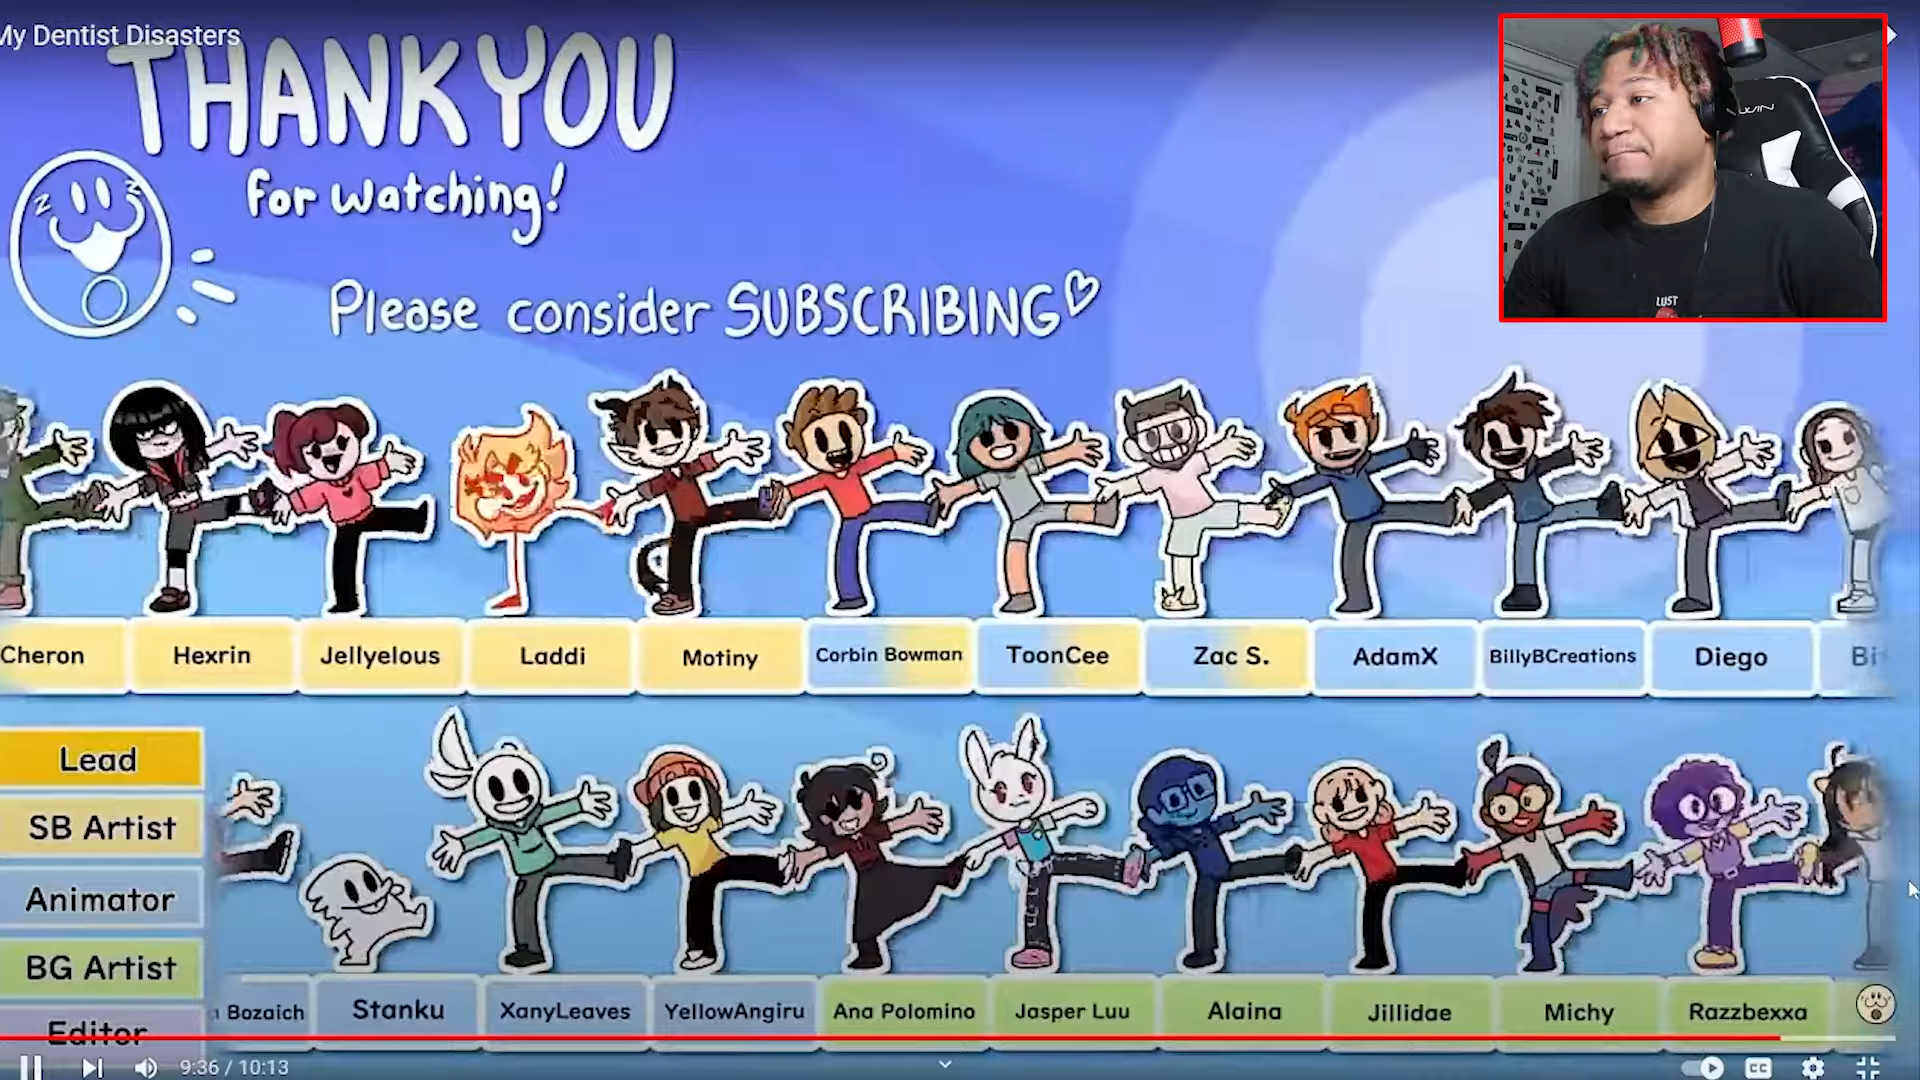 My Dentist Disasters
THANK YOU
for watching!
Please consider SUBSCRIBING
LUST
Cheron
Hexrin
Jellyelous
Laddi
Motiny
Corbin Bowman
ToonCee
Zac S.
AdamX
BillyBCreations
Diego
Lead
SB Artist
Animator
BG Artist
Editor
Bozaich
Stanku
XanyLeaves
YellowAngiru
Ana Polomino
Jasper Luu
Alaina
Jillidae
Michy
Razzbexxa
9:36 / 10:13
CC